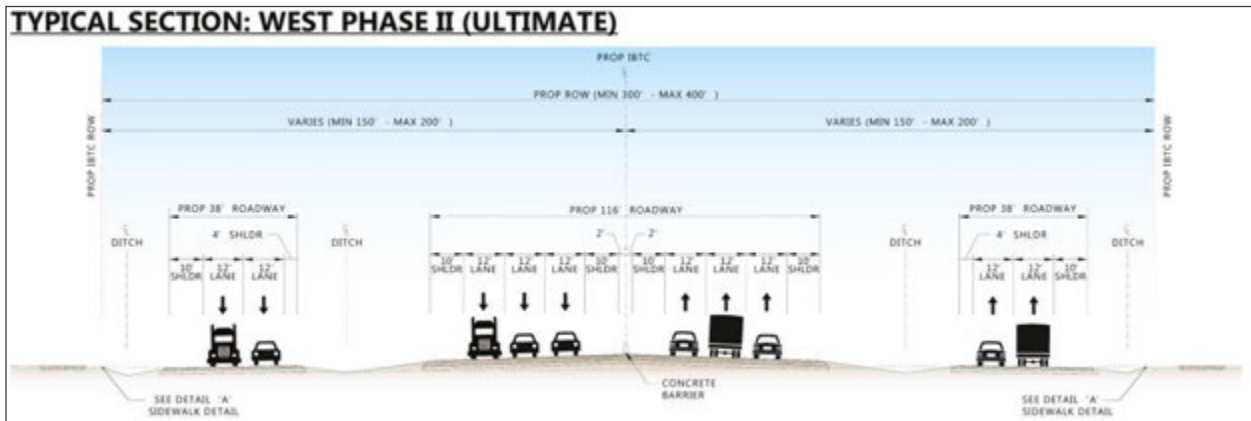 TYPICAL SECTION: WEST PHASE II (ULTIMATE)
PROP IBTC
℄
PROP ROW (MIN 300' - MAX 400' )
VARIES (MIN 150' - MAX 200' )
VARIES (MIN 150' - MAX 200' )
PROP IBTC ROW
PROP IBTC ROW
PROP 38' ROADWAY
PROP 116' ROADWAY
PROP 38' ROADWAY
4' SHLDR
2'
2'
4' SHLDR
℄
DITCH
℄
DITCH
℄
DITCH
℄
DITCH
10'
SHLDR
12'
LANE
12'
LANE
10'
SHLDR
12'
LANE
12'
LANE
12'
LANE
10'
SHLDR
10'
SHLDR
12'
LANE
12'
LANE
12'
LANE
10'
SHLDR
12'
LANE
12'
LANE
10'
SHLDR
SEE DETAIL 'A'
SIDEWALK DETAIL
CONCRETE
BARRIER
SEE DETAIL 'A'
SIDEWALK DETAIL